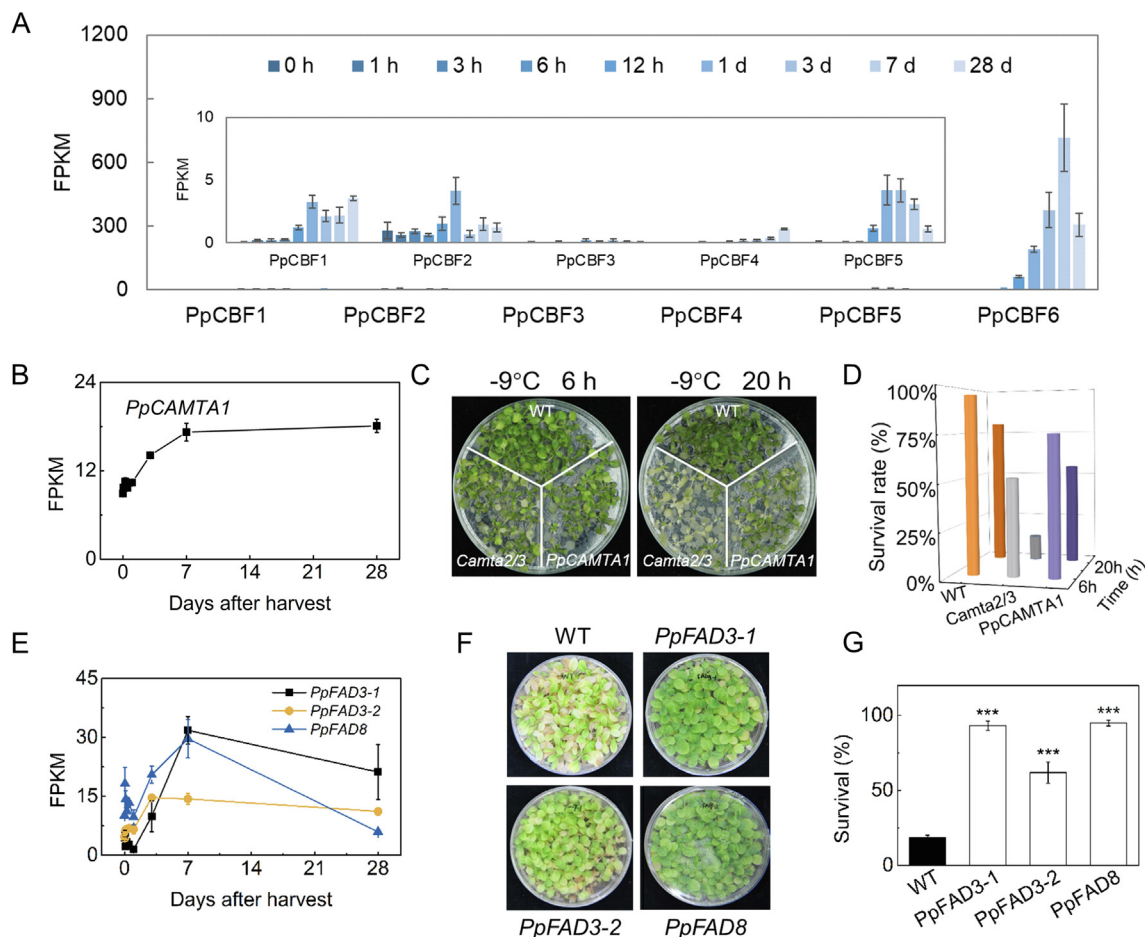 A
1200
900
600
300
0
FPKM
0 h 1 h 3 h 6 h 12 h 1 d 3 d 7 d 28 d
10
5
0
FPKM
PpCBF1 PpCBF2 PpCBF3 PpCBF4 PpCBF5
PpCBF1 PpCBF2 PpCBF3 PpCBF4 PpCBF5 PpCBF6
B
24
12
0
FPKM
PpCAMTA1
0 7 14 21 28
Days after harvest
C
-9°C 6 h -9°C 20 h
WT WT
Camta2/3 PpCAMTA1 Camta2/3 PpCAMTA1
D
100%
75%
50%
25%
0%
Survival rate (%)
WT
Camta2/3
PpCAMTA1
6h
20h
Time (h)
E
45
30
15
0
FPKM
PpFAD3-1
PpFAD3-2
PpFAD8
0 7 14 21 28
Days after harvest
F
WT PpFAD3-1
PpFAD3-2 PpFAD8
G
100
50
0
Survival (%)
*** *** ***
WT PpFAD3-1 PpFAD3-2 PpFAD8